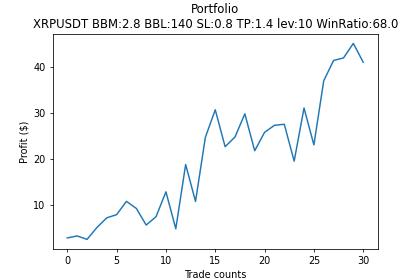 Portfolio
XRPUSDT BBM:2.8 BBL:140 SL:0.8 TP:1.4 lev:10 WinRatio:68.0
40
30
20
10
Profit ($)
0 5 10 15 20 25 30
Trade counts